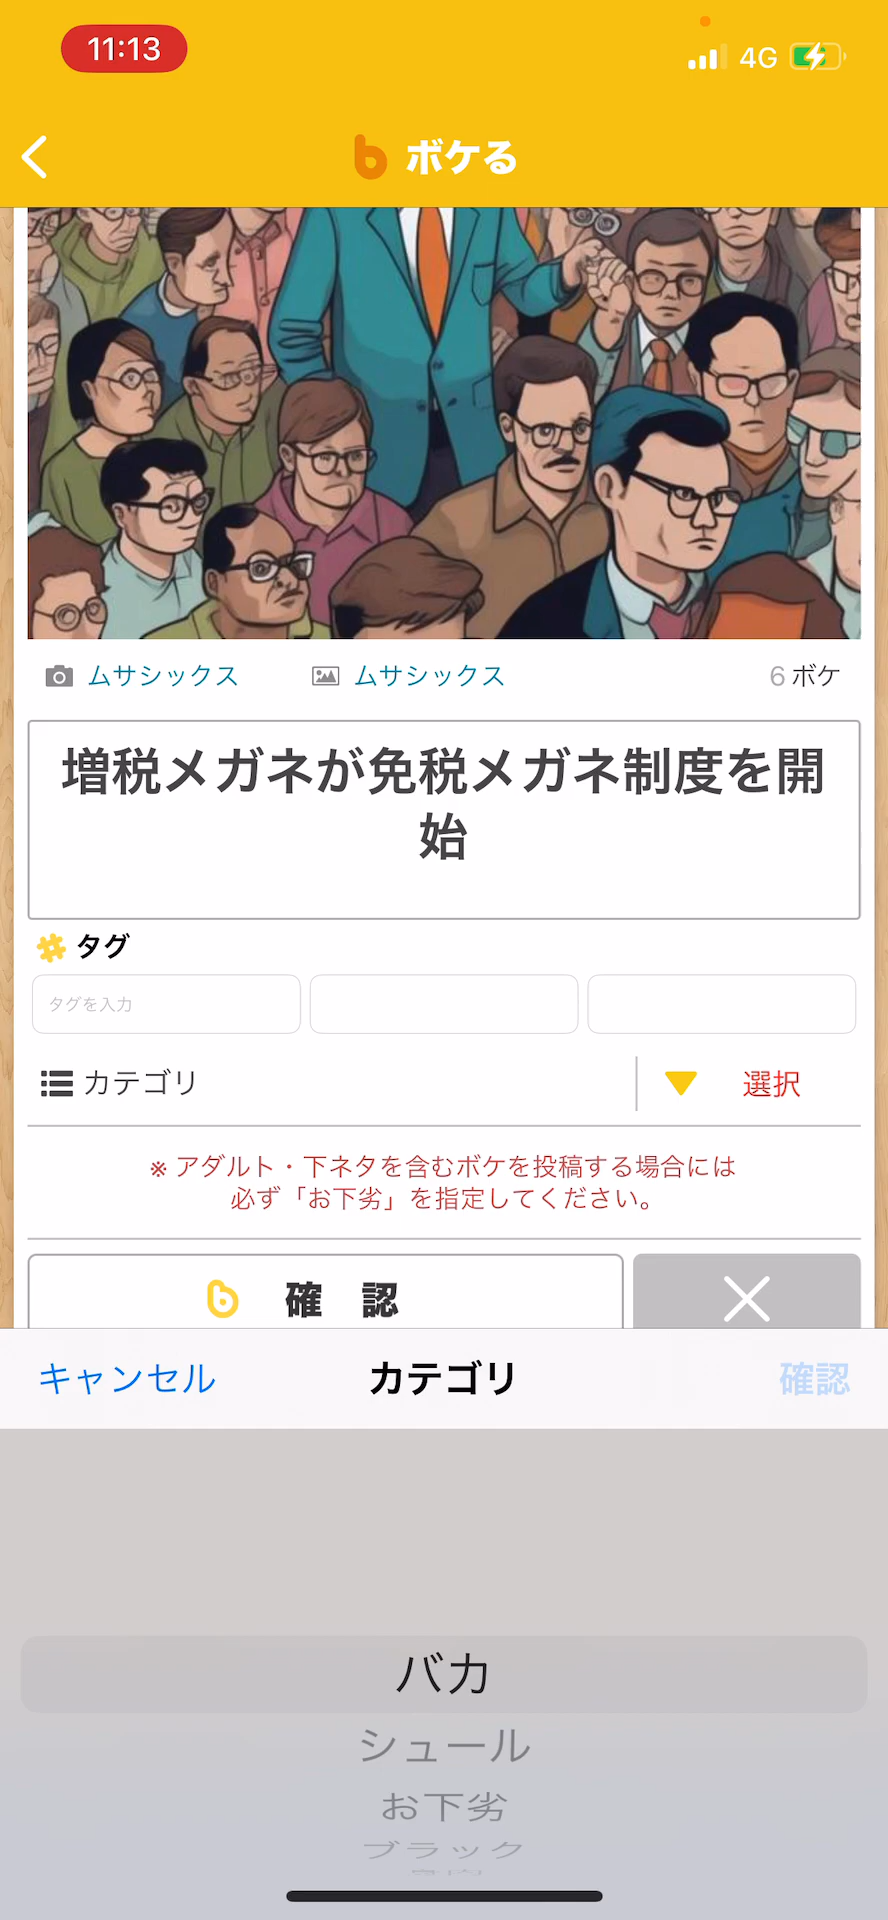 11:13
4G
ボケる
ムサシックス ムサシックス 6 ボケ
増税メガネが免税メガネ制度を開
始
タグ
タグを入力
カテゴリ 選択
※ アダルト・下ネタを含むボケを投稿する場合には
必ず「お下劣」を指定してください。
確 認
キャンセル カテゴリ 確認
バカ
シュール
お下劣
ブラック